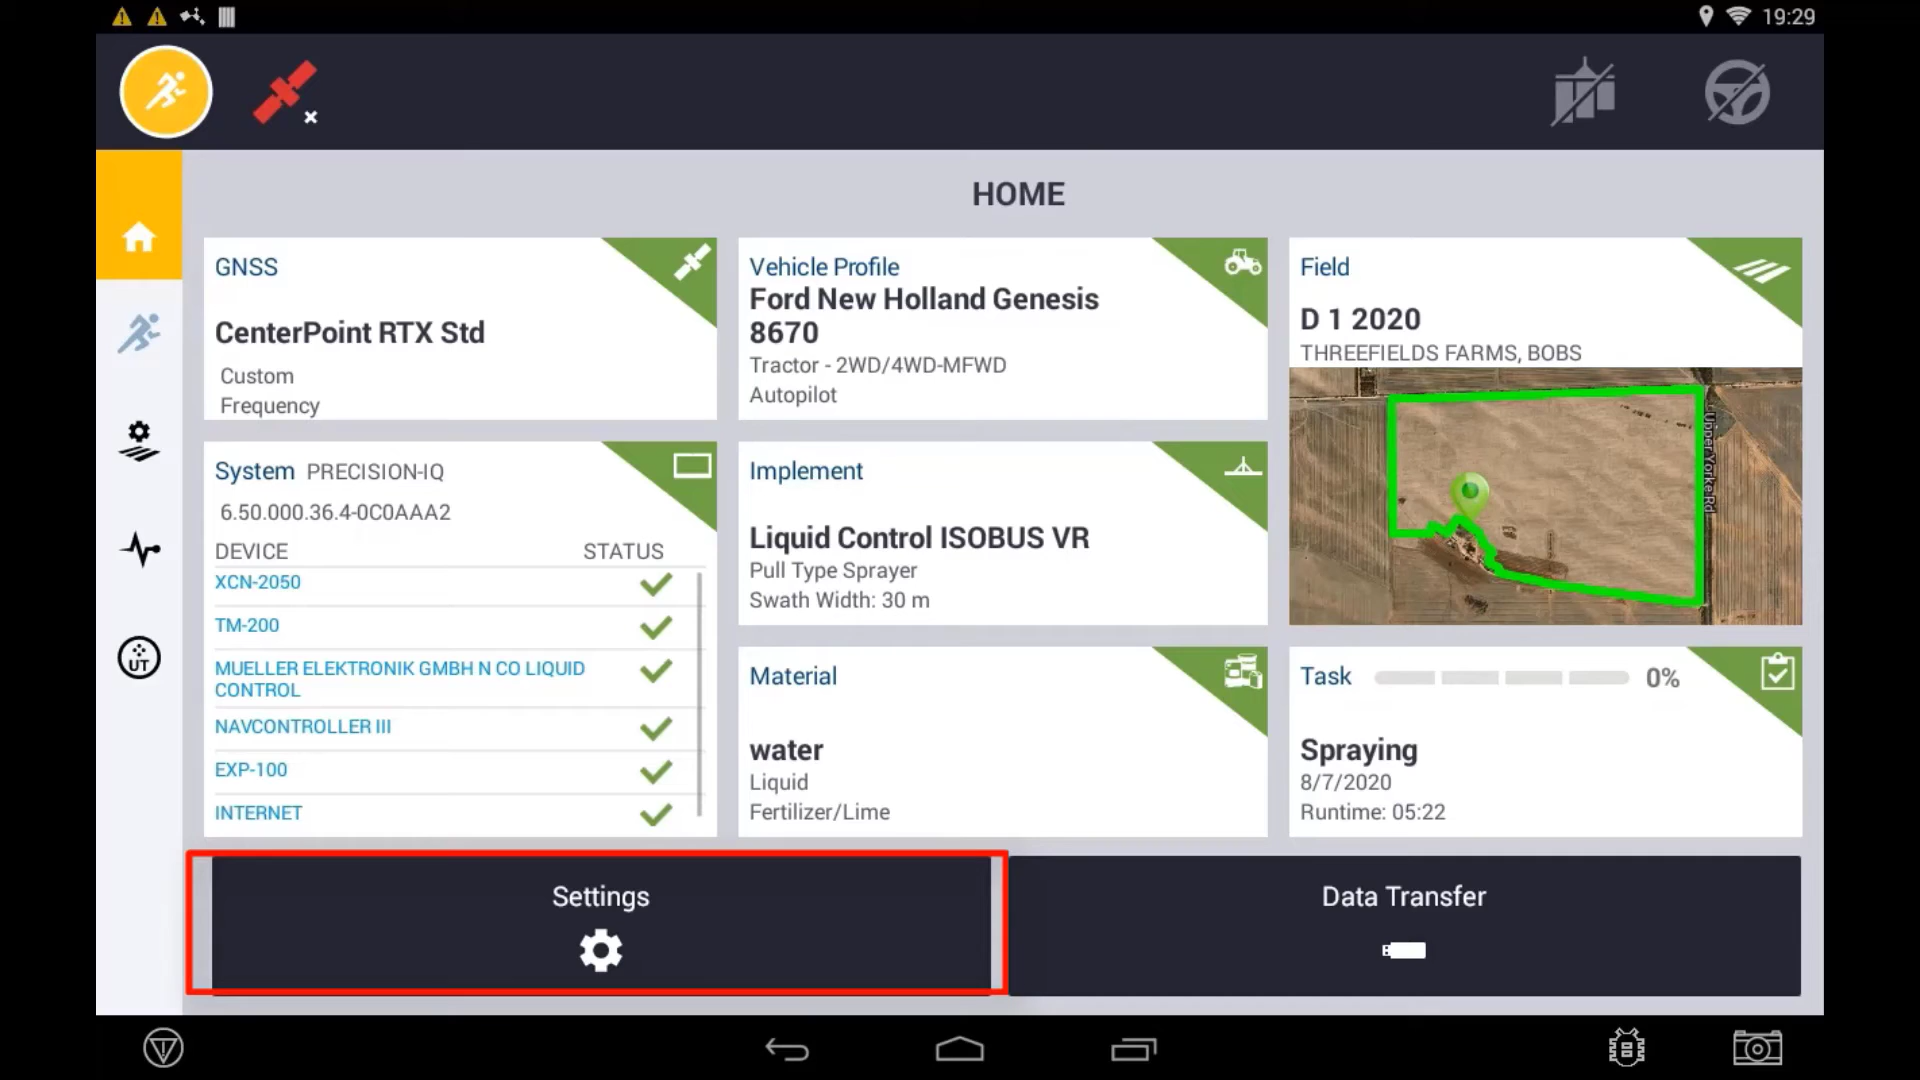 19:29
HOME
GNSS
CenterPoint RTX Std
Custom
Frequency
Vehicle Profile
Ford New Holland Genesis
8670
Tractor - 2WD/4WD-MFWD
Autopilot
Field
D 1 2020
THREEFIELDS FARMS, BOBS
Upper Yorke Rd
System PRECISION-IQ
6.50.000.36.4-0C0AAA2
DEVICE STATUS
XCN-2050
TM-200
MUELLER ELEKTRONIK GMBH N CO LIQUID
CONTROL
NAVCONTROLLER III
EXP-100
INTERNET
Implement
Liquid Control ISOBUS VR
Pull Type Sprayer
Swath Width: 30 m
Material
water
Liquid
Fertilizer/Lime
Task 0%
Spraying
8/7/2020
Runtime: 05:22
UT
Settings
Data Transfer